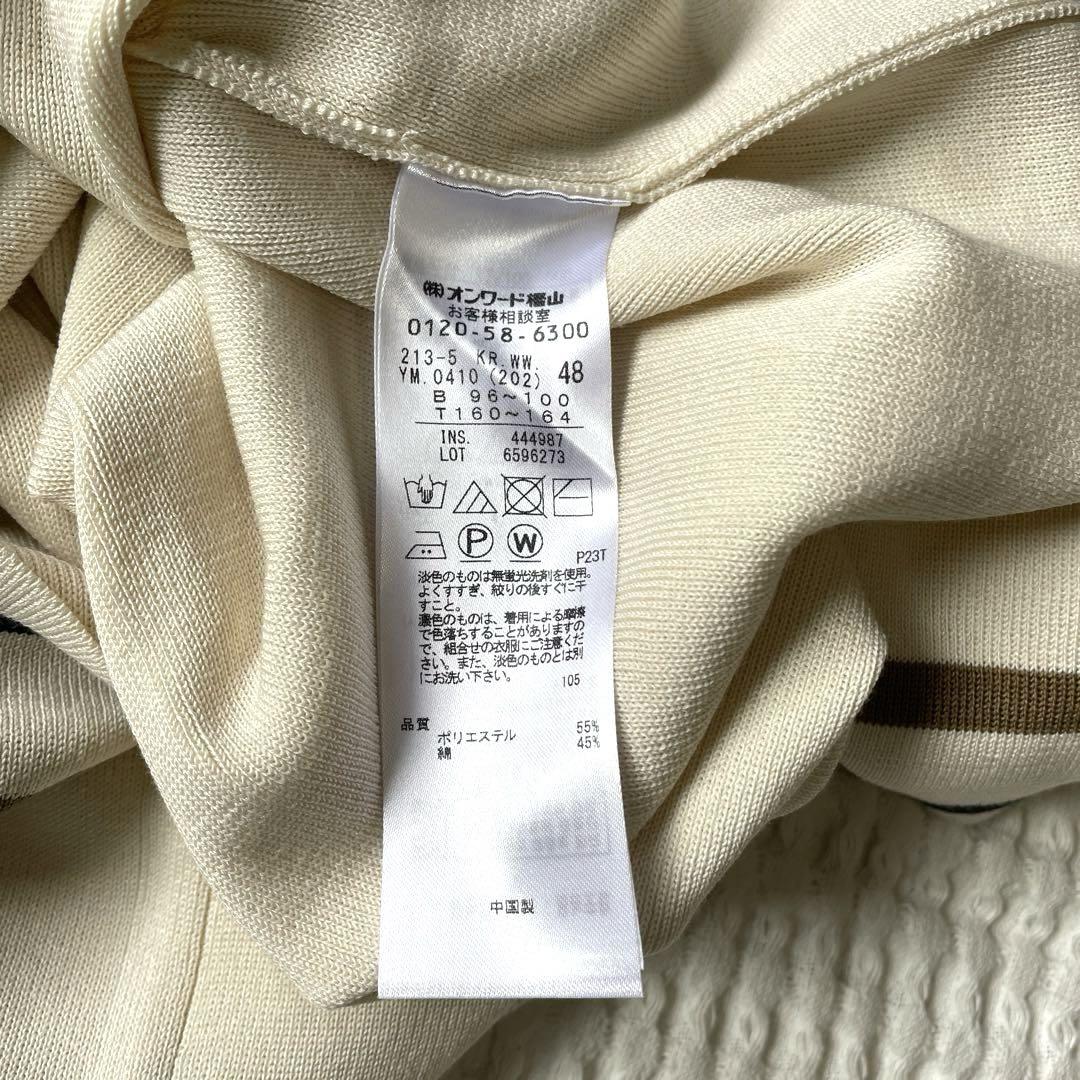 (株)オンワード樫山
お客様相談室
0120-58-6300
213-5 KR.WW.
YM.0410 (202) 48
B 96～100
T160～164
INS. 444987
LOT 6596273
P W
P23T
淡色のものは無蛍光洗剤を使用。
よくすすぎ、絞りの後すぐに干
すこと。
濃色のものは、着用による摩擦
で色落ちすることがありますの
で、組合せの衣服にご注意くだ
さい。また、淡色のものとは別
にお洗い下さい。
105
品質
ポリエステル 55%
綿 45%
中国製